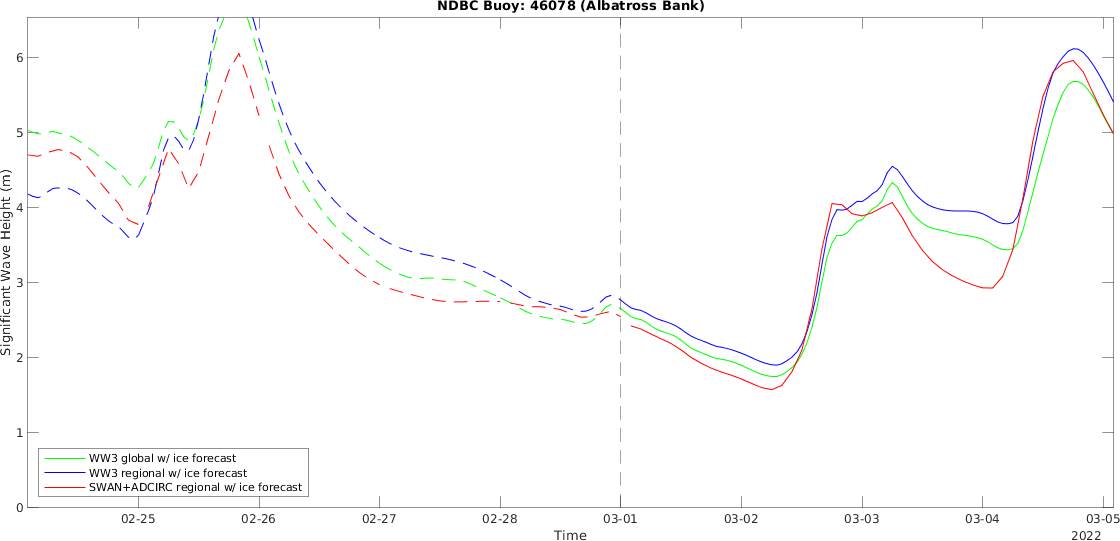 NDBC Buoy: 46078 (Albatross Bank)
Significant Wave Height (m)
6
5
4
3
2
1
0
WW3 global w/ ice forecast
WW3 regional w/ ice forecast
SWAN+ADCIRC regional w/ ice forecast
02-25 02-26 02-27 02-28 03-01 03-02 03-03 03-04 03-05
Time
2022